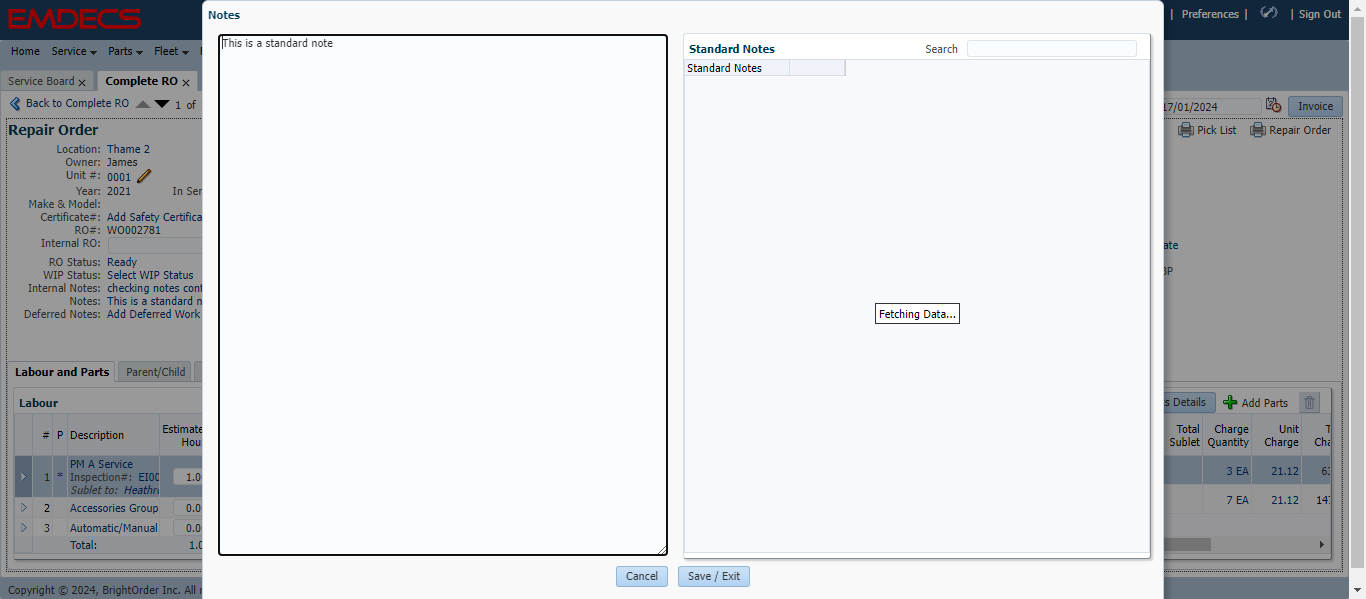 EMDECS
Notes
| Preferences | | Sign Out
Home Service Parts Fleet
This is a standard note
Standard Notes Search
Standard Notes
Service Board x Complete RO x
Back to Complete RO 1 of
17/01/2024 Invoice
Repair Order
Pick List Repair Order
Location: Thame 2
Owner: James
Unit #: 0001
Year: 2021 In Ser
Make & Model:
Certificate#: Add Safety Certifica
RO#: WO002781
Internal RO:
RO Status: Ready
WIP Status: Select WIP Status
Internal Notes: checking notes cont
Notes: This is a standard n
Deferred Notes: Add Deferred Work
ate
BP
Fetching Data...
Labour and Parts Parent/Child
Labour
s Details Add Parts
# P Description Estimate
Hou
Total
Sublet
Charge
Quantity
Unit
Charge
T
Cha
1 * PM A Service
Inspection#: EI00 1.0
Sublet to: Heathr
3 EA 21.12 6
2 Accessories Group 0.0
7 EA 21.12 14
3 Automatic/Manual 0.0
Total: 1.0
Cancel Save / Exit
Copyright © 2024, BrightOrder Inc. All r